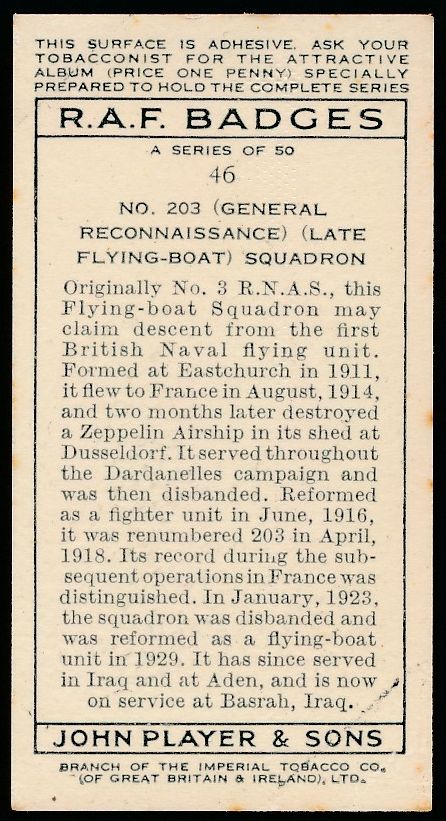 THIS SURFACE IS ADHESIVE. ASK YOUR
TOBACCONIST FOR THE ATTRACTIVE
ALBUM (PRICE ONE PENNY) SPECIALLY
PREPARED TO HOLD THE COMPLETE SERIES
R.A.F. BADGES
A SERIES OF 50
46
NO. 203 (GENERAL
RECONNAISSANCE) (LATE
FLYING-BOAT) SQUADRON
Originally No. 3 R.N.A.S., this
Flying-boat Squadron may
claim descent from the first
British Naval flying unit.
Formed at Eastchurch in 1911,
it flew to France in August, 1914,
and two months later destroyed
a Zeppelin Airship in its shed at
Dusseldorf. It served throughout
the Dardanelles campaign and
was then disbanded. Reformed
as a fighter unit in June, 1916,
it was renumbered 203 in April,
1918. Its record during the sub-
sequent operations in France was
distinguished. In January, 1923,
the squadron was disbanded and
was reformed as a flying-boat
unit in 1929. It has since served
in Iraq and at Aden, and is now
on service at Basrah, Iraq.
JOHN PLAYER & SONS
BRANCH OF THE IMPERIAL TOBACCO CO.
(OF GREAT BRITAIN & IRELAND), LTD.